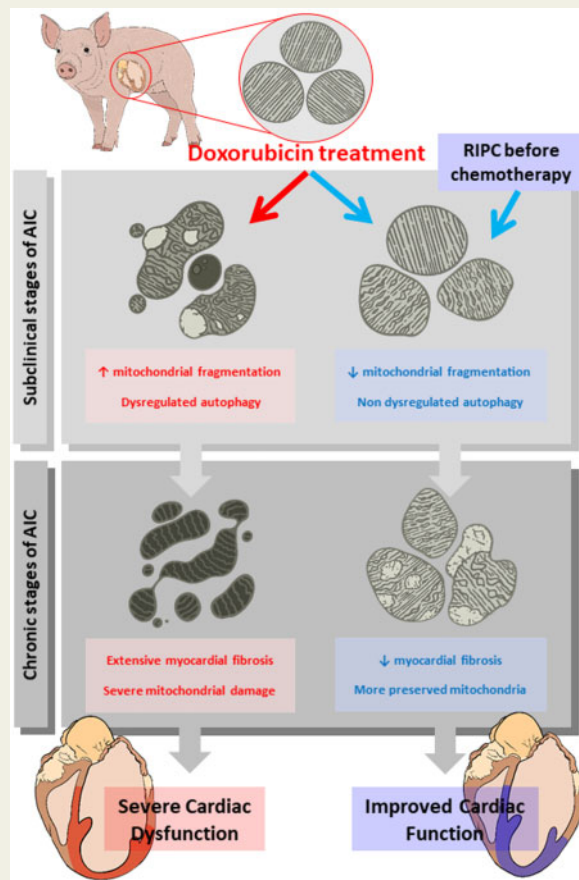 Doxorubicin treatment
RIPC before
chemotherapy
Subclinical stages of AIC
↑ mitochondrial fragmentation
Dysregulated autophagy
↓ mitochondrial fragmentation
Non dysregulated autophagy
Chronic stages of AIC
Extensive myocardial fibrosis
Severe mitochondrial damage
↓ myocardial fibrosis
More preserved mitochondria
Severe Cardiac
Dysfunction
Improved Cardiac
Function